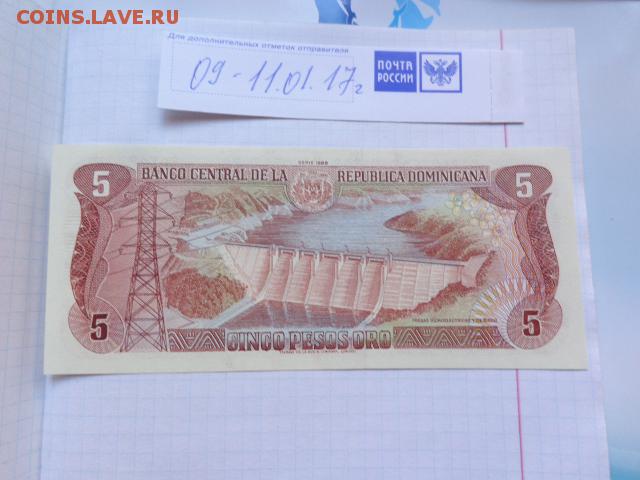 COINS.LAVE.RU
Для дополнительных отметок отправителя
09-11.01.17г
ПОЧТА
РОССИИ
SERIE 1988
5 BANCO CENTRAL DE LA REPUBLICA DOMINICANA 5
5 CINCO PESOS ORO 5